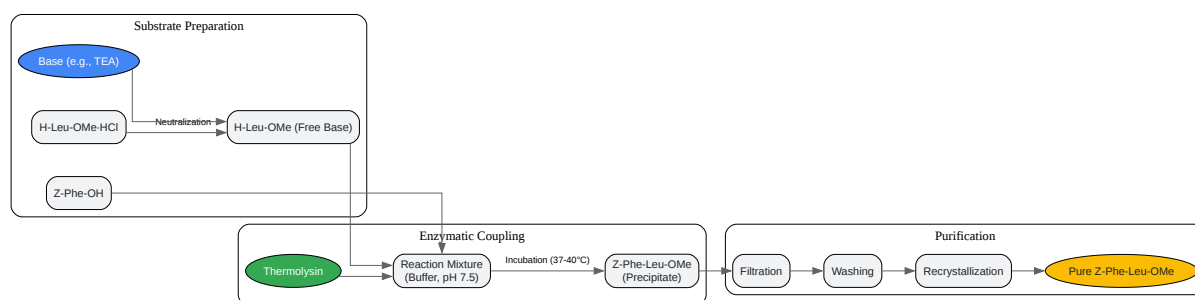 Substrate Preparation
Base (e.g., TEA)
H-Leu-OMe·HCl
Neutralization
H-Leu-OMe (Free Base)
Z-Phe-OH
Enzymatic Coupling
Thermolysin
Reaction Mixture
(Buffer, pH 7.5)
Incubation (37-40°C)
Z-Phe-Leu-OMe
(Precipitate)
Purification
Filtration
Washing
Recrystallization
Pure Z-Phe-Leu-OMe